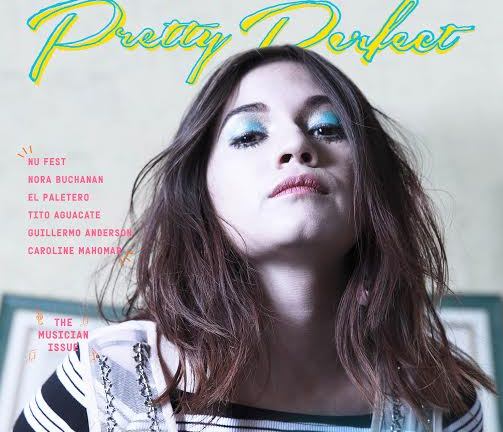 Pretty Perfect
NU FEST
NORA BUCHANAN
EL PALETERO
TITO AGUACATE
GUILLERMO ANDERSON
CAROLINE MAHOMAR
THE
MUSICIAN
ISSUE